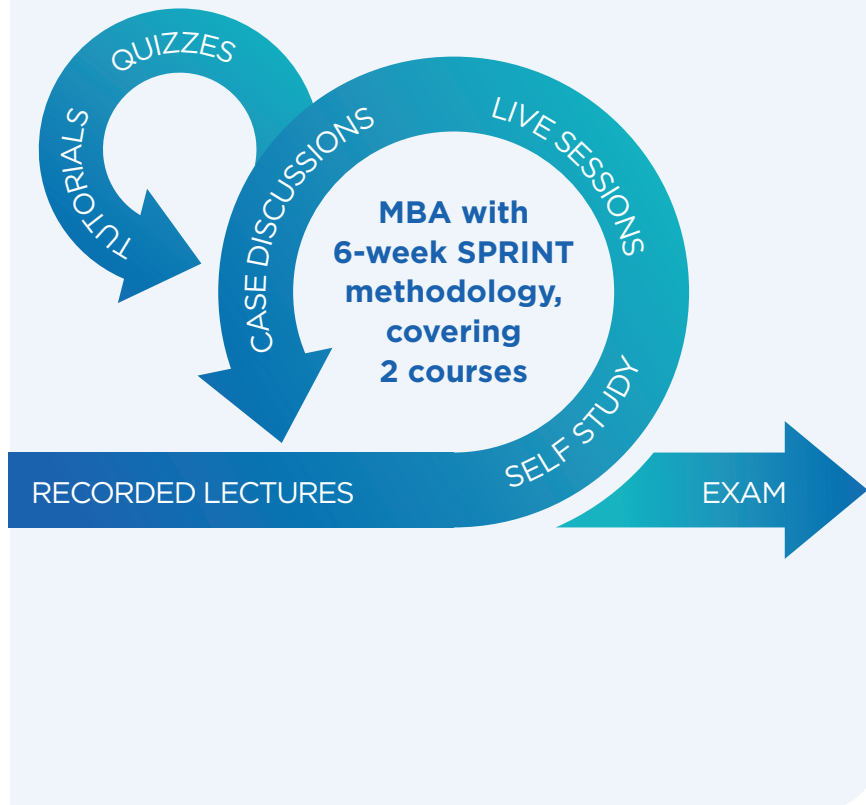 QUIZZES
TUTORIALS
CASE DISCUSSIONS
LIVE SESSIONS
MBA with
6-week SPRINT
methodology,
covering
2 courses
SELF STUDY
RECORDED LECTURES
EXAM